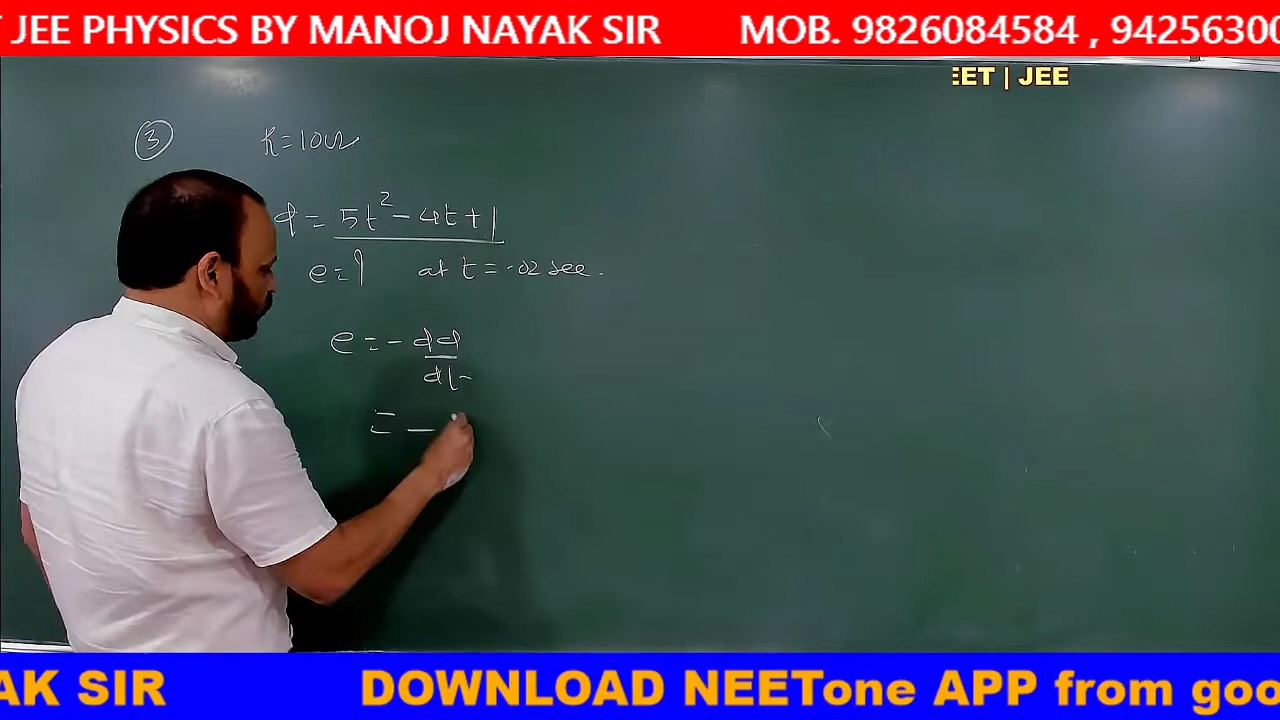 JEE PHYSICS BY MANOJ NAYAK SIR MOB. 9826084584 , 94256300
EET | JEE
③ R=10Ω
ϕ = 5t² - 4t + 1
e=? at t = .02 sec.
e = - dϕ
dt
= -
AK SIR DOWNLOAD NEETone APP from goo